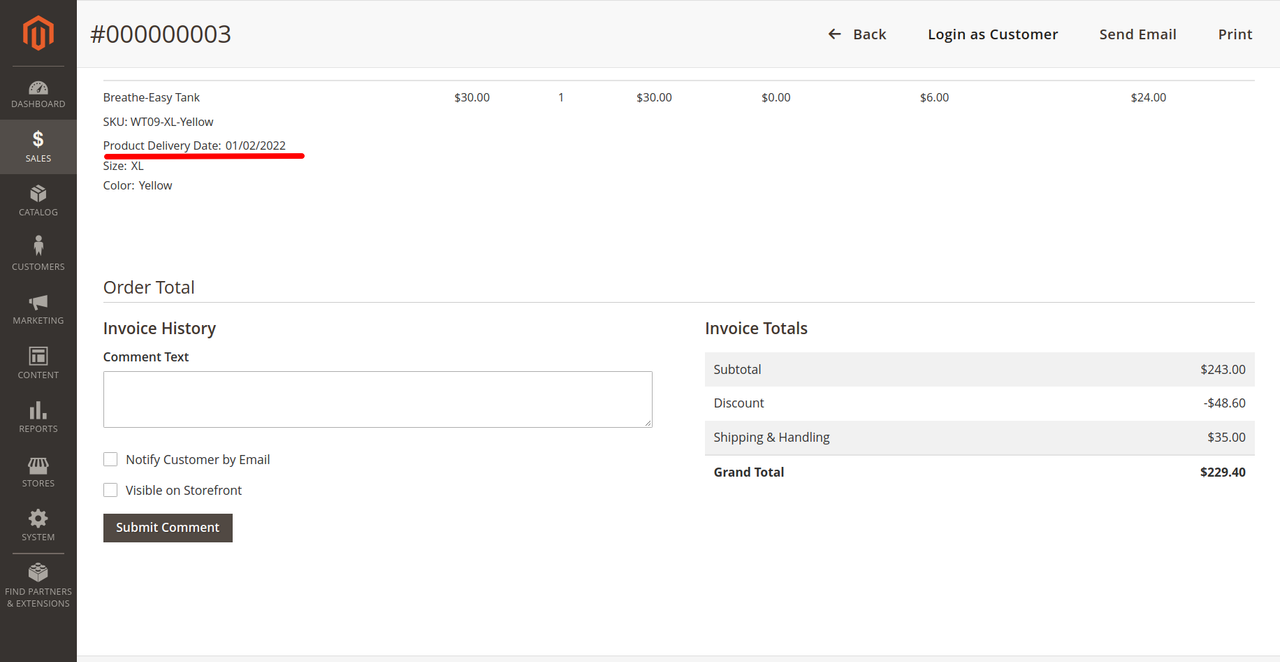 #000000003
Back
Login as Customer
Send Email
Print
DASHBOARD
$
SALES
CATALOG
CUSTOMERS
MARKETING
CONTENT
REPORTS
STORES
SYSTEM
FIND PARTNERS
& EXTENSIONS
Breathe-Easy Tank $30.00 1 $30.00 $0.00 $6.00 $24.00
SKU: WT09-XL-Yellow
Product Delivery Date: 01/02/2022
Size: XL
Color: Yellow
Order Total
Invoice History
Comment Text
Notify Customer by Email
Visible on Storefront
Submit Comment
Invoice Totals
Subtotal $243.00
Discount -$48.60
Shipping & Handling $35.00
Grand Total $229.40